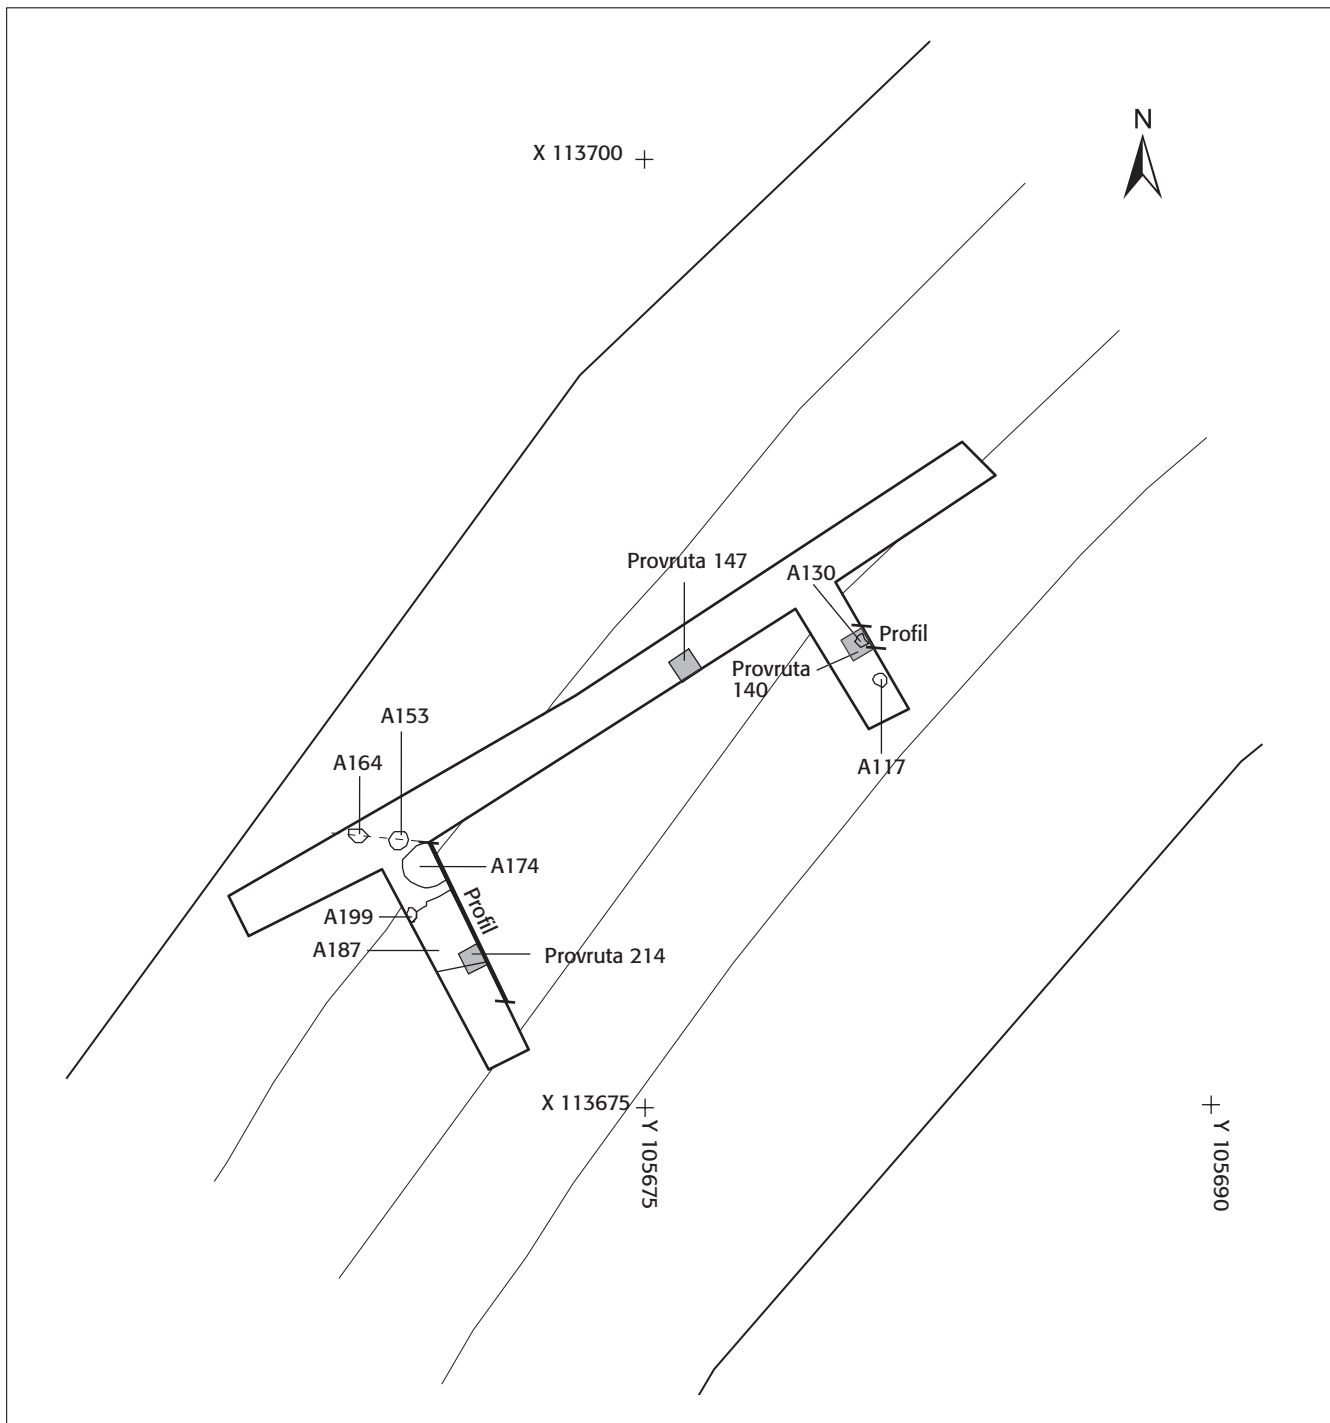 N
X 113700
Provruta 147
A130
Profil
Provruta
140
A153
A164
A117
A174
Profil
A199
A187
Provruta 214
X 113675
Y 105675
Y 105690